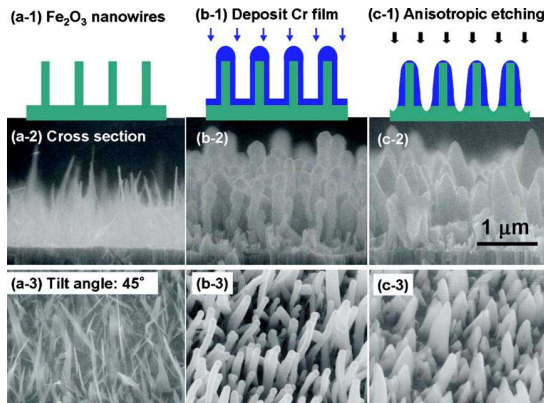 (a-1) Fe₂O₃ nanowires
(b-1) Deposit Cr film
(c-1) Anisotropic etching
(a-2) Cross section
(b-2)
(c-2)
1 μm
(a-3) Tilt angle: 45°
(b-3)
(c-3)